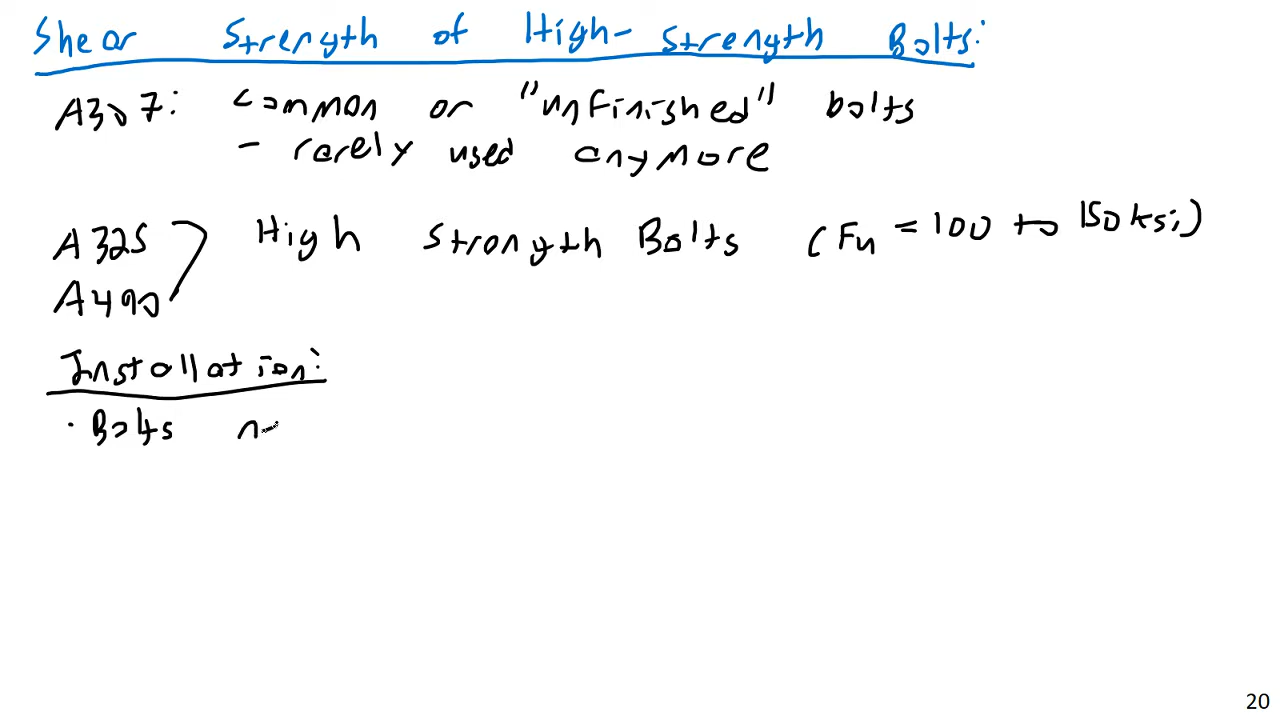 Shear Strength of High-Strength Bolts:
A307: common or "unfinished" bolts
- rarely used anymore
A325 High Strength Bolts (Fu = 100 to 150 ksi)
A490
Installation:
· Bolts
20